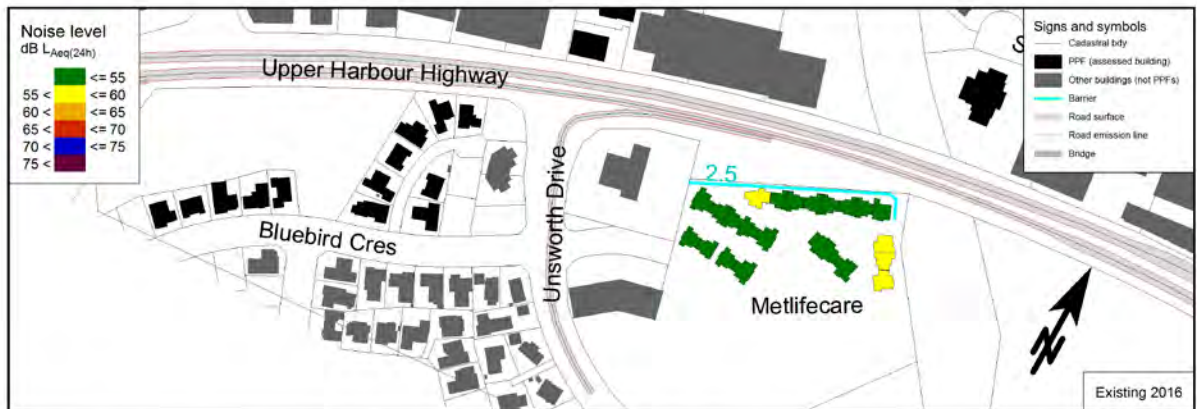 Noise level
dB LAeq(24h)
<= 55
55 < <= 60
60 < <= 65
65 < <= 70
70 < <= 75
75 <
Upper Harbour Highway
Unsworth Drive
Bluebird Cres
2.5
Metlifecare
Signs and symbols
Cadastral bdy
PPF (assessed building)
Other buildings (not PPFs)
Barrier
Road surface
Road emission line
Bridge
N
Existing 2016